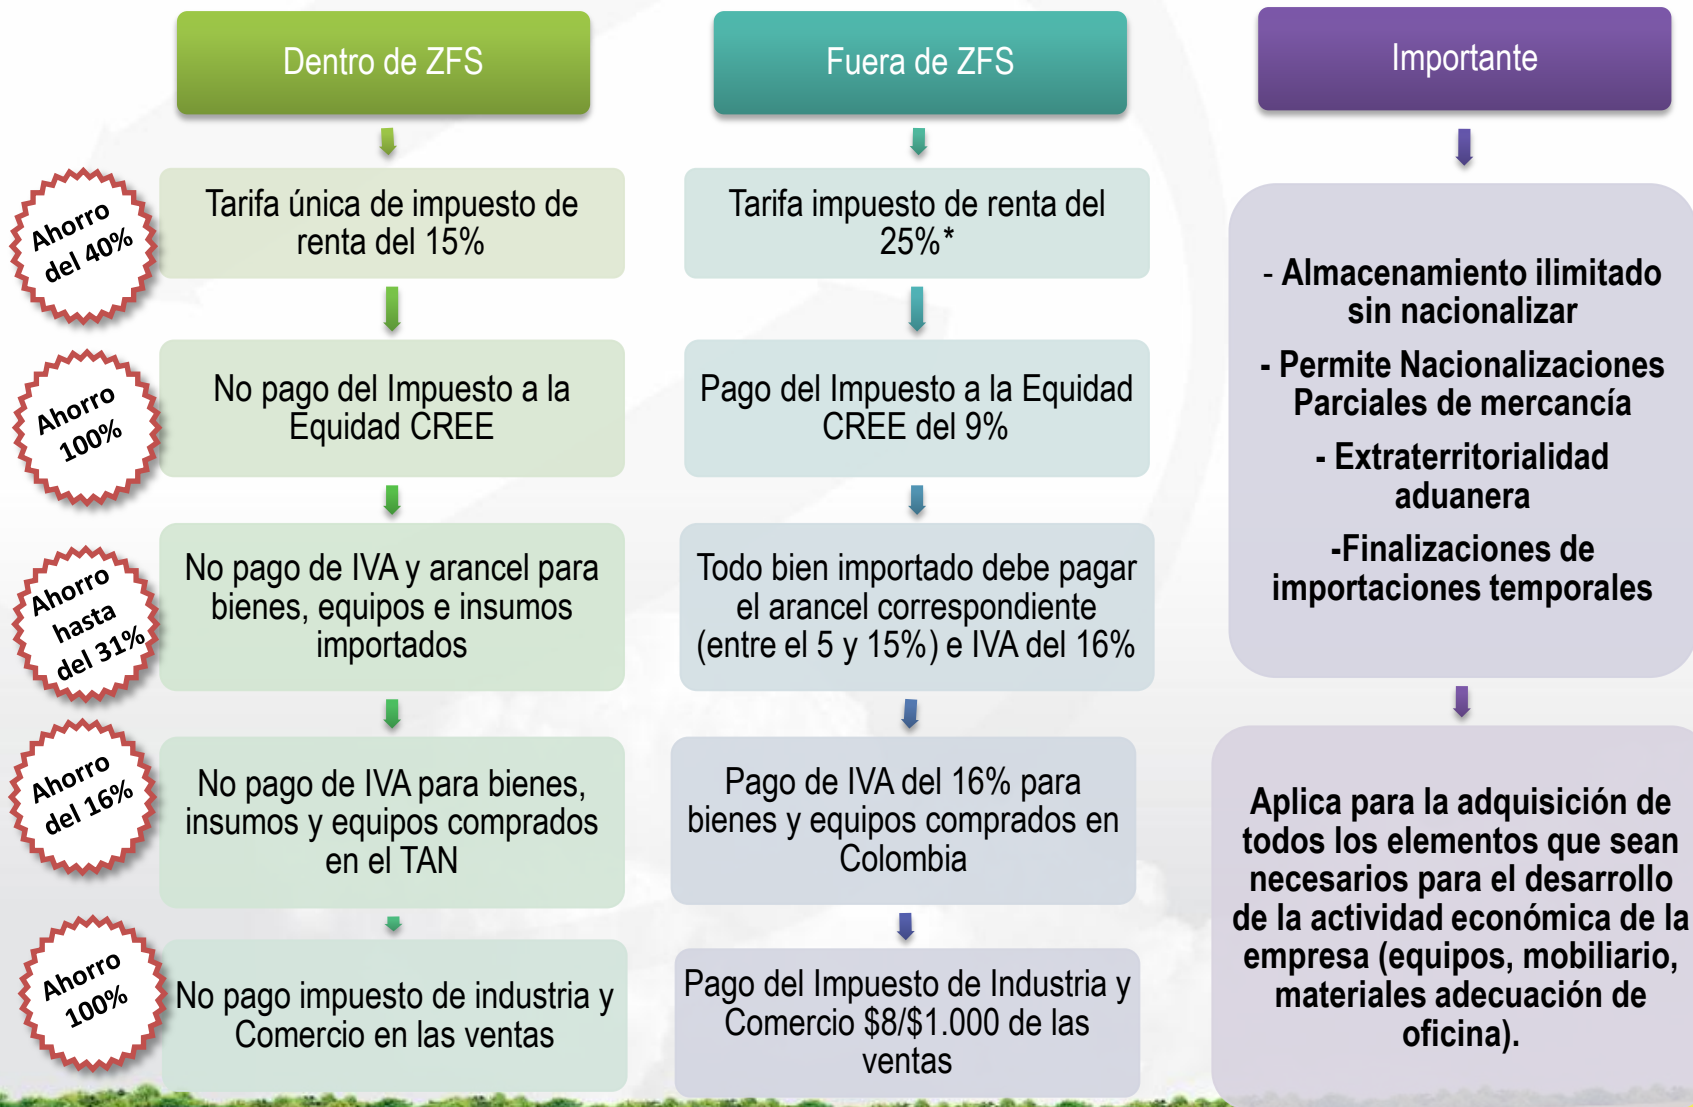 Dentro de ZFS
Ahorro
del 40%
Tarifa única de impuesto de
renta del 15%
Ahorro
100%
No pago del Impuesto a la
Equidad CREE
Ahorro
hasta
del 31%
No pago de IVA y arancel para
bienes, equipos e insumos
importados
Ahorro
del 16%
No pago de IVA para bienes,
insumos y equipos comprados
en el TAN
Ahorro
100%
No pago impuesto de industria y
Comercio en las ventas
Fuera de ZFS
Tarifa impuesto de renta del
25%*
Pago del Impuesto a la Equidad
CREE del 9%
Todo bien importado debe pagar
el arancel correspondiente
(entre el 5 y 15%) e IVA del 16%
Pago de IVA del 16% para
bienes y equipos comprados en
Colombia
Pago del Impuesto de Industria y
Comercio $8/$1.000 de las
ventas
Importante
- Almacenamiento ilimitado
sin nacionalizar
- Permite Nacionalizaciones
Parciales de mercancía
- Extraterritorialidad
aduanera
-Finalizaciones de
importaciones temporales
Aplica para la adquisición de
todos los elementos que sean
necesarios para el desarrollo
de la actividad económica de la
empresa (equipos, mobiliario,
materiales adecuación de
oficina).